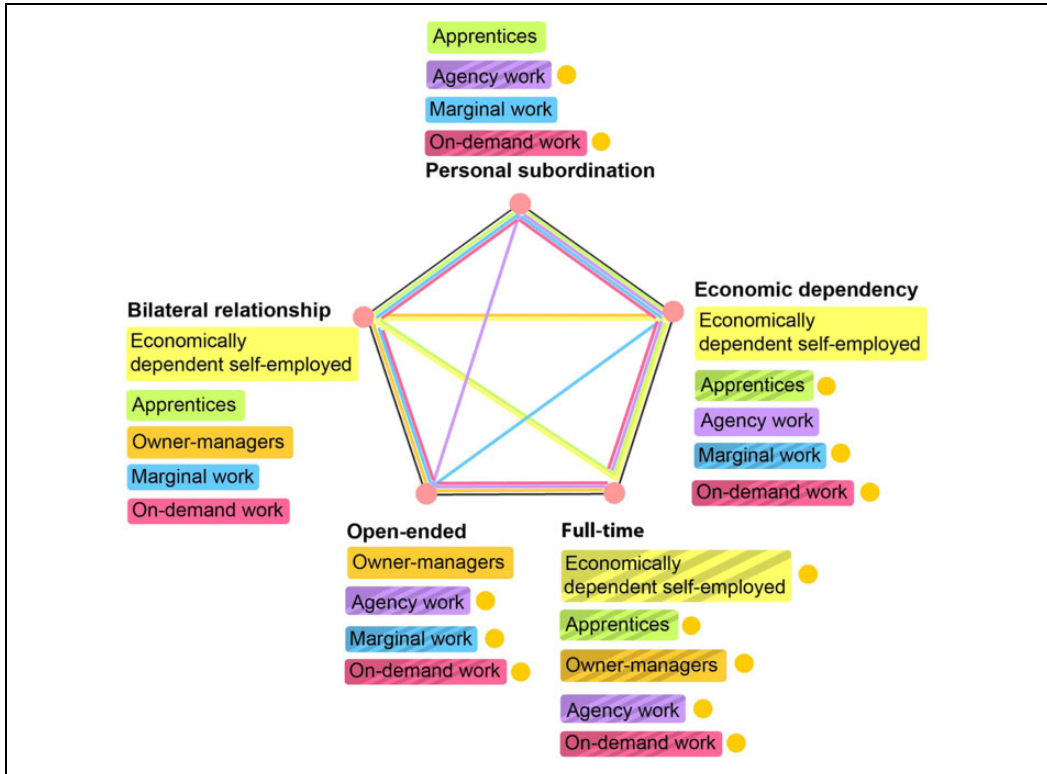 Apprentices
Agency work
Marginal work
On-demand work
Personal subordination
Bilateral relationship
Economically
dependent self-employed
Apprentices
Owner-managers
Marginal work
On-demand work
Economic dependency
Economically
dependent self-employed
Apprentices
Agency work
Marginal work
On-demand work
Open-ended
Owner-managers
Agency work
Marginal work
On-demand work
Full-time
Economically
dependent self-employed
Apprentices
Owner-managers
Agency work
On-demand work